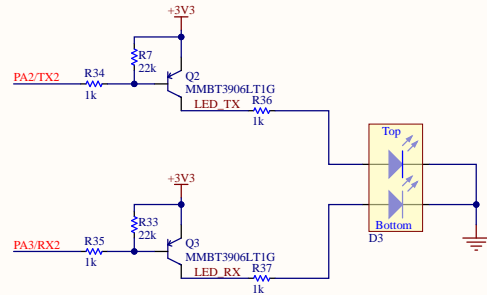 +3V3
R7
22k
Q2
MMBT3906LT1G
PA2/TX2
R34
1k
LED_TX
R36
1k
Top
Bottom
D3
+3V3
R33
22k
Q3
MMBT3906LT1G
PA3/RX2
R35
1k
LED_RX
R37
1k